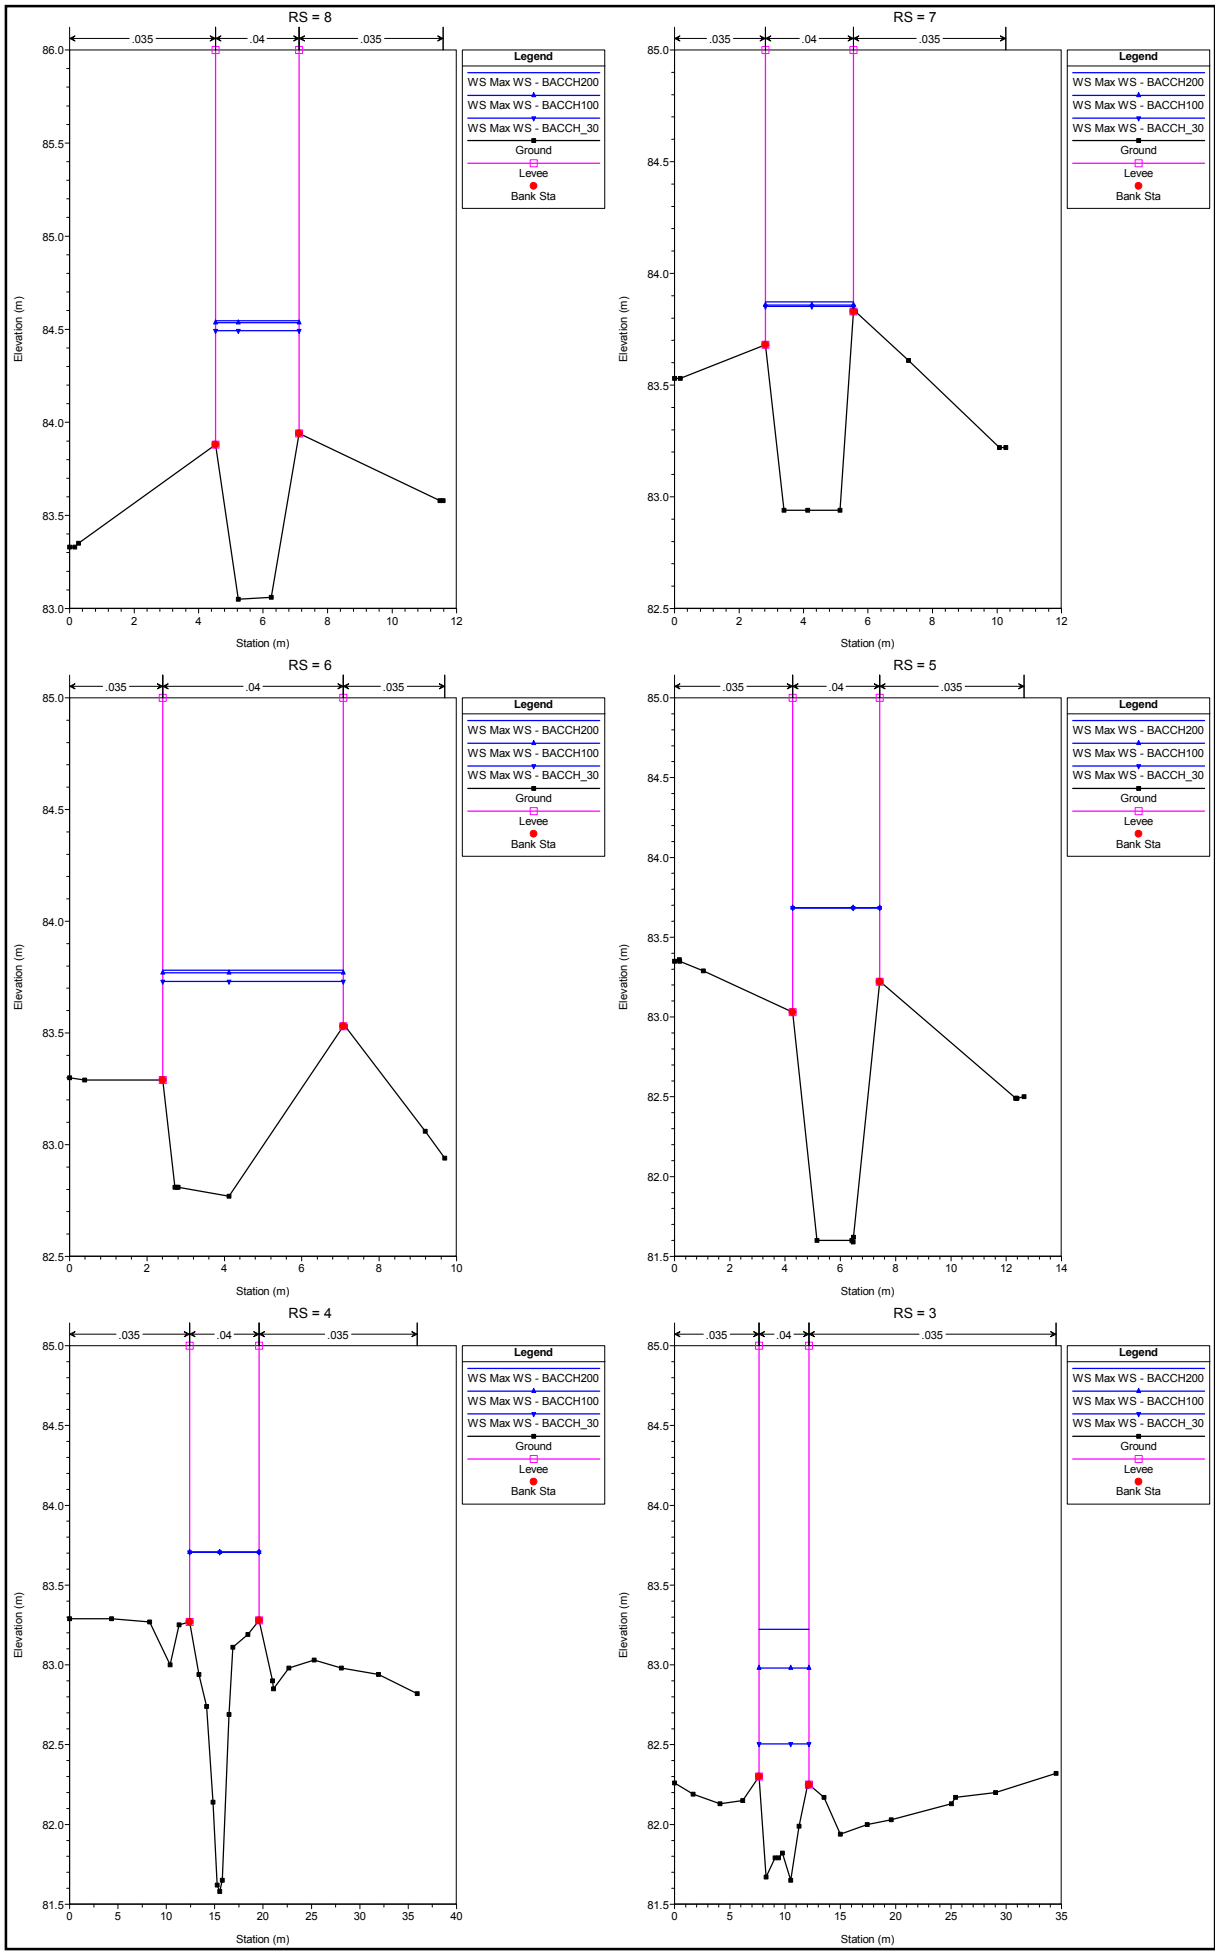 RS = 8
.035 .04 .035
86.0
85.5
85.0
84.5
84.0
83.5
83.0
0 2 4 6 8 10 12
Elevation (m)
Station (m)
Legend
WS Max WS - BACCH200
WS Max WS - BACCH100
WS Max WS - BACCH_30
Ground
Levee
Bank Sta
RS = 7
.035 .04 .035
85.0
84.5
84.0
83.5
83.0
82.5
0 2 4 6 8 10 12
Elevation (m)
Station (m)
Legend
WS Max WS - BACCH200
WS Max WS - BACCH100
WS Max WS - BACCH_30
Ground
Levee
Bank Sta
RS = 6
.035 .04 .035
85.0
84.5
84.0
83.5
83.0
82.5
0 2 4 6 8 10
Elevation (m)
Station (m)
Legend
WS Max WS - BACCH200
WS Max WS - BACCH100
WS Max WS - BACCH_30
Ground
Levee
Bank Sta
RS = 5
.035 .04 .035
85.0
84.5
84.0
83.5
83.0
82.5
82.0
81.5
0 2 4 6 8 10 12 14
Elevation (m)
Station (m)
Legend
WS Max WS - BACCH200
WS Max WS - BACCH100
WS Max WS - BACCH_30
Ground
Levee
Bank Sta
RS = 4
.035 .04 .035
85.0
84.5
84.0
83.5
83.0
82.5
82.0
81.5
0 5 10 15 20 25 30 35 40
Elevation (m)
Station (m)
Legend
WS Max WS - BACCH200
WS Max WS - BACCH100
WS Max WS - BACCH_30
Ground
Levee
Bank Sta
RS = 3
.035 .04 .035
85.0
84.5
84.0
83.5
83.0
82.5
82.0
81.5
0 5 10 15 20 25 30 35
Elevation (m)
Station (m)
Legend
WS Max WS - BACCH200
WS Max WS - BACCH100
WS Max WS - BACCH_30
Ground
Levee
Bank Sta